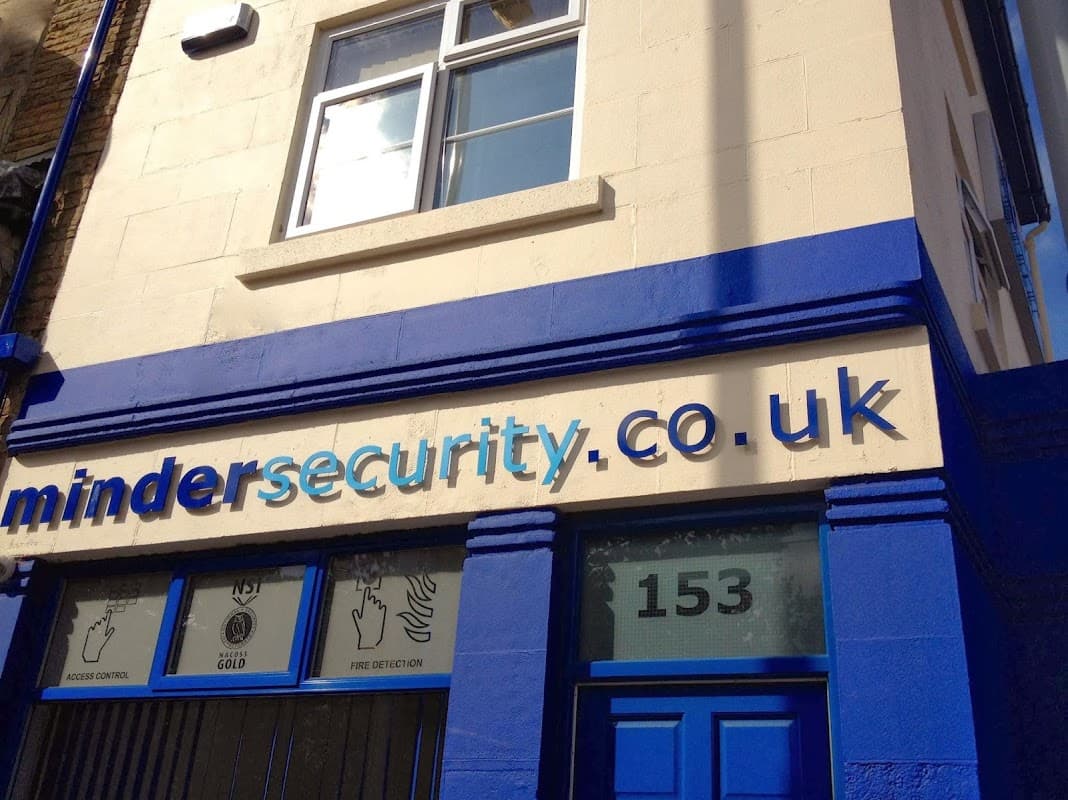 mindersecurity.co.uk
ACCESS CONTROL
NSI
NACOSS
GOLD
FIRE DETECTION
153